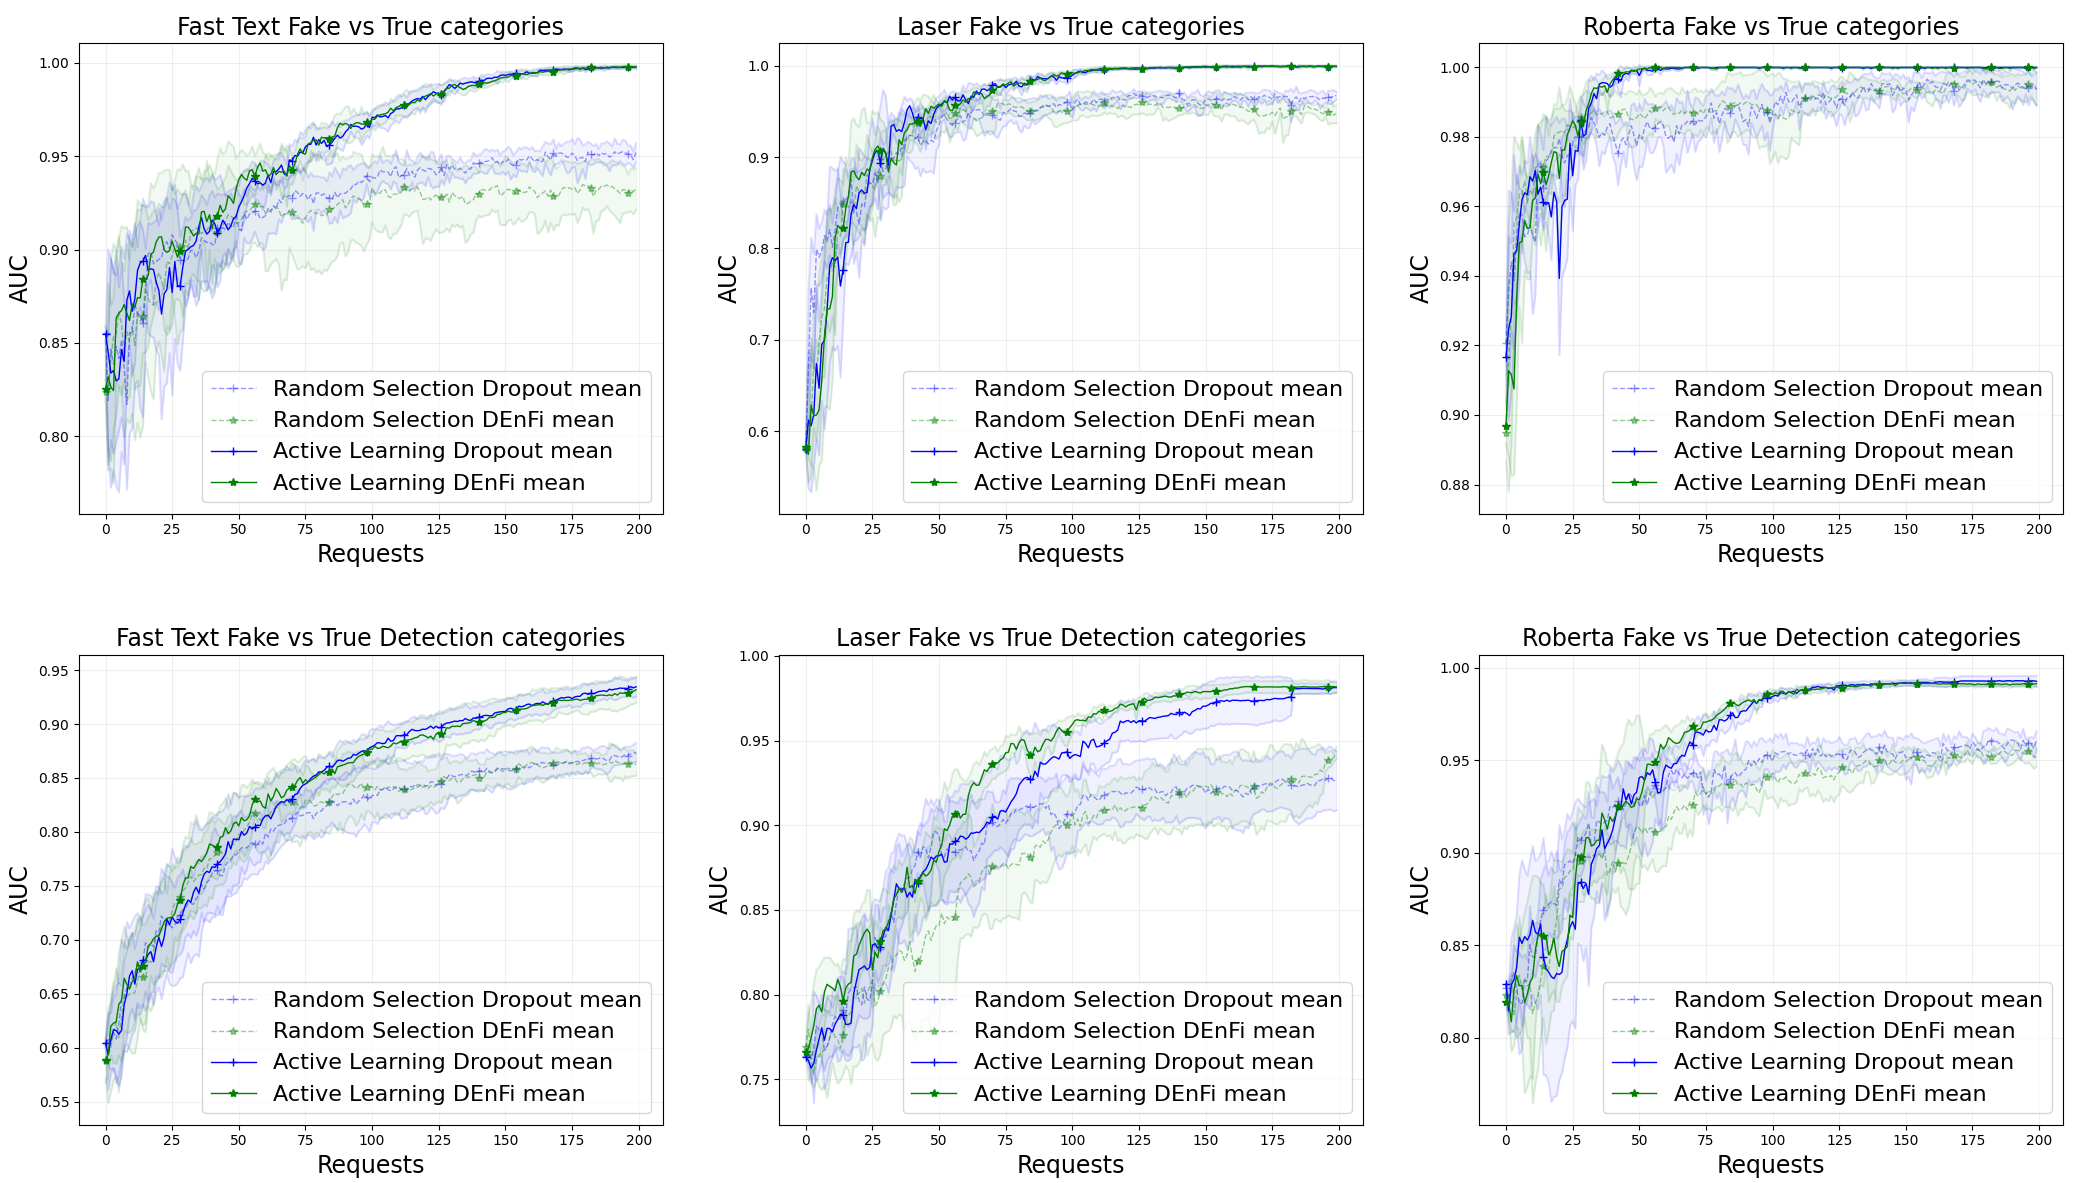 Fast Text Fake vs True categories
AUC
1.00
0.95
0.90
0.85
0.80
Random Selection Dropout mean
Random Selection DEnFi mean
Active Learning Dropout mean
Active Learning DEnFi mean
0 25 50 75 100 125 150 175 200
Requests
Laser Fake vs True categories
AUC
1.0
0.9
0.8
0.7
0.6
Random Selection Dropout mean
Random Selection DEnFi mean
Active Learning Dropout mean
Active Learning DEnFi mean
0 25 50 75 100 125 150 175 200
Requests
Roberta Fake vs True categories
AUC
1.00
0.98
0.96
0.94
0.92
0.90
0.88
Random Selection Dropout mean
Random Selection DEnFi mean
Active Learning Dropout mean
Active Learning DEnFi mean
0 25 50 75 100 125 150 175 200
Requests
Fast Text Fake vs True Detection categories
AUC
0.95
0.90
0.85
0.80
0.75
0.70
0.65
0.60
0.55
Random Selection Dropout mean
Random Selection DEnFi mean
Active Learning Dropout mean
Active Learning DEnFi mean
0 25 50 75 100 125 150 175 200
Requests
Laser Fake vs True Detection categories
AUC
1.00
0.95
0.90
0.85
0.80
0.75
Random Selection Dropout mean
Random Selection DEnFi mean
Active Learning Dropout mean
Active Learning DEnFi mean
0 25 50 75 100 125 150 175 200
Requests
Roberta Fake vs True Detection categories
AUC
1.00
0.95
0.90
0.85
0.80
Random Selection Dropout mean
Random Selection DEnFi mean
Active Learning Dropout mean
Active Learning DEnFi mean
0 25 50 75 100 125 150 175 200
Requests